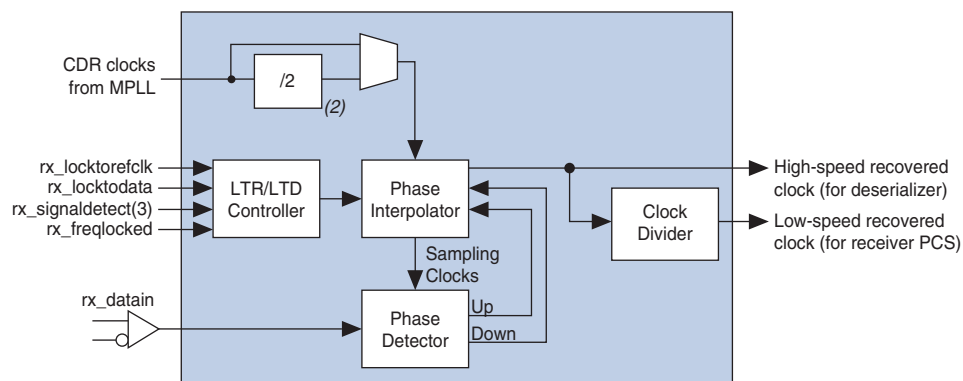 CDR clocks
from MPLL
/2
(2)
rx_locktorefclk
rx_locktodata
rx_signaldetect(3)
rx_freqlocked
LTR/LTD
Controller
Phase
Interpolator
High-speed recovered
clock (for deserializer)
Clock
Divider
Low-speed recovered
clock (for receiver PCS)
Sampling
Clocks
rx_datain
Phase
Detector
Up
Down